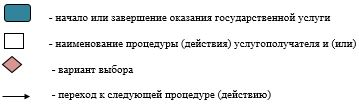 - начало или завершение оказания государственной услуги
- наименование процедуры (действия) услугополучателя и (или)
- вариант выбора
- переход к следующей процедуре (действию)